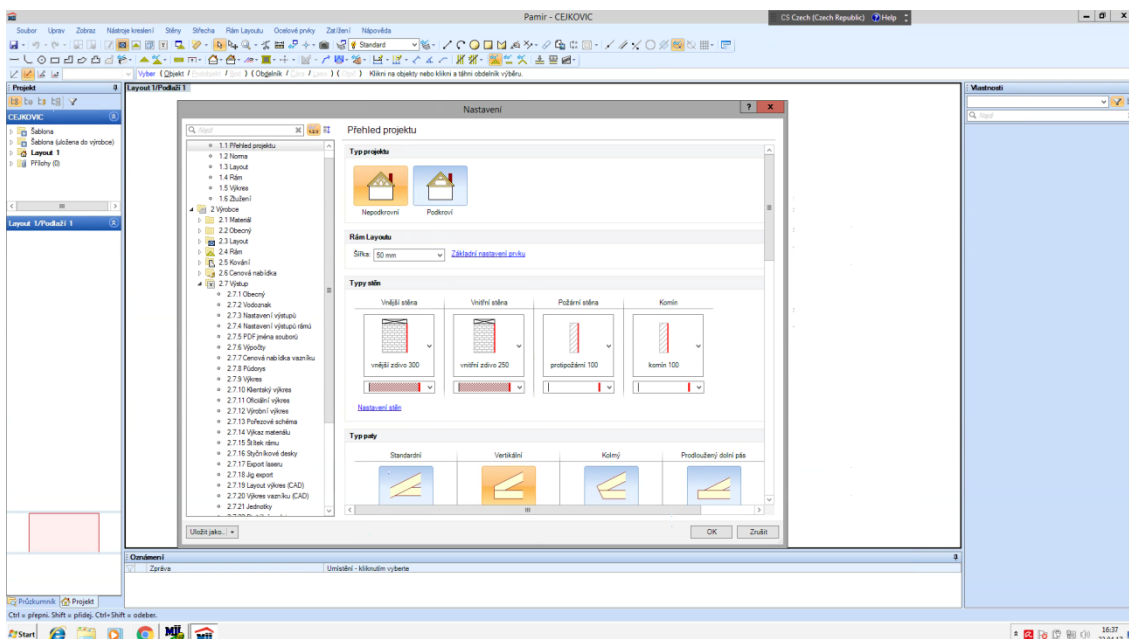 Pamir - CEJKOVIC
CS Czech (Czech Republic) Help
Soubor Uprav Zobraz Nástroje kreslení Stěny Střecha Rám Layoutu Ocelové prvky Zatížení Nápověda
Standard
Vyber (Objekt / / ) (Obdelník / / ) ( ) Klikni na objekty nebo klikni a táhni obdelník výběru.
Projekt
Layout 1/Podlaží 1
Vlastnosti
CEJKOVIC
Najd
Šablona
Šablona (uložena do výrobce)
Layout 1
Přílohy (0)
Layout 1/Podlaží 1
Nastavení
Najd
1.1 Přehled projektu
1.2 Norma
1.3 Layout
1.4 Rám
1.5 Výkres
1.6 Ztužení
2 Výrobce
2.1 Materiál
2.2 Obecný
2.3 Layout
2.4 Rám
2.5 Kování
2.6 Cenová nabídka
2.7 Výstup
2.7.1 Obecný
2.7.2 Vodoznak
2.7.3 Nastavení výstupů
2.7.4 Nastavení výstupů rámů
2.7.5 PDF jména souborů
2.7.6 Výpočty
2.7.7 Cenová nabídka vazníku
2.7.8 Půdorys
2.7.9 Výkres
2.7.10 Klientský výkres
2.7.11 Oficiální výkres
2.7.12 Výrobní výkres
2.7.13 Pořezové schéma
2.7.14 Výkaz materiálu
2.7.15 Štítek rámu
2.7.16 Styčníkové desky
2.7.17 Export laseru
2.7.18 Jig export
2.7.19 Layout výkres (CAD)
2.7.20 Výkres vazníku (CAD)
2.7.21 Jednotky
Přehled projektu
Typ projektu
Nepodkrovní Podkroví
Rám Layoutu
Šířka: 50 mm Základní nastavení prvku
Typy stěn
Vnější stěna Vnitřní stěna Požární stěna Komín
vnější zdivo 300 vnitřní zdivo 250 protipožární 100 komín 100
Nastavení stěn
Typ paty
Standardní Vertikální Kolmý Prodloužený dolní pás
Uložit jako... OK Zrušit
Oznámení
Zpráva Umístění - kliknutím vyberte
Průzkumník Projekt
Ctrl = přepni. Shift = přidej. Ctrl+Shift = odeber.
Start
16:37